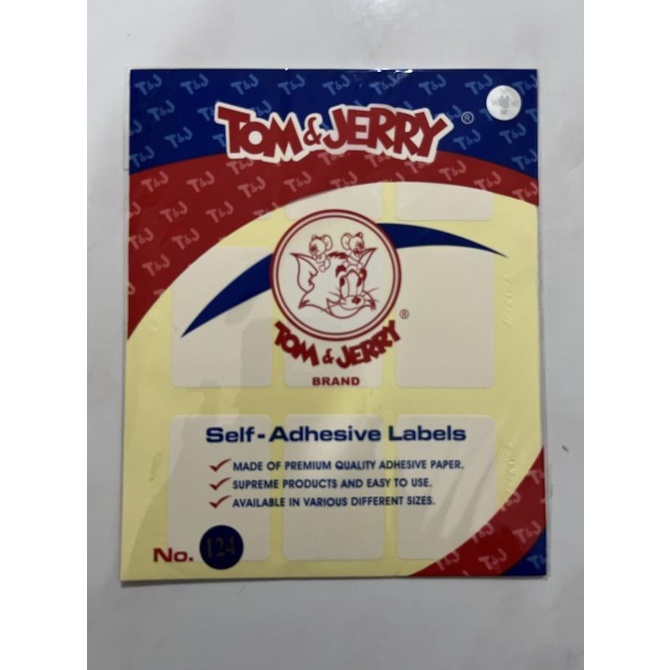 TOM & JERRY ®
TOM & JERRY ®
BRAND
Self-Adhesive Labels
MADE OF PREMIUM QUALITY ADHESIVE PAPER.
SUPREME PRODUCTS AND EASY TO USE.
AVAILABLE IN VARIOUS DIFFERENT SIZES.
No. 124